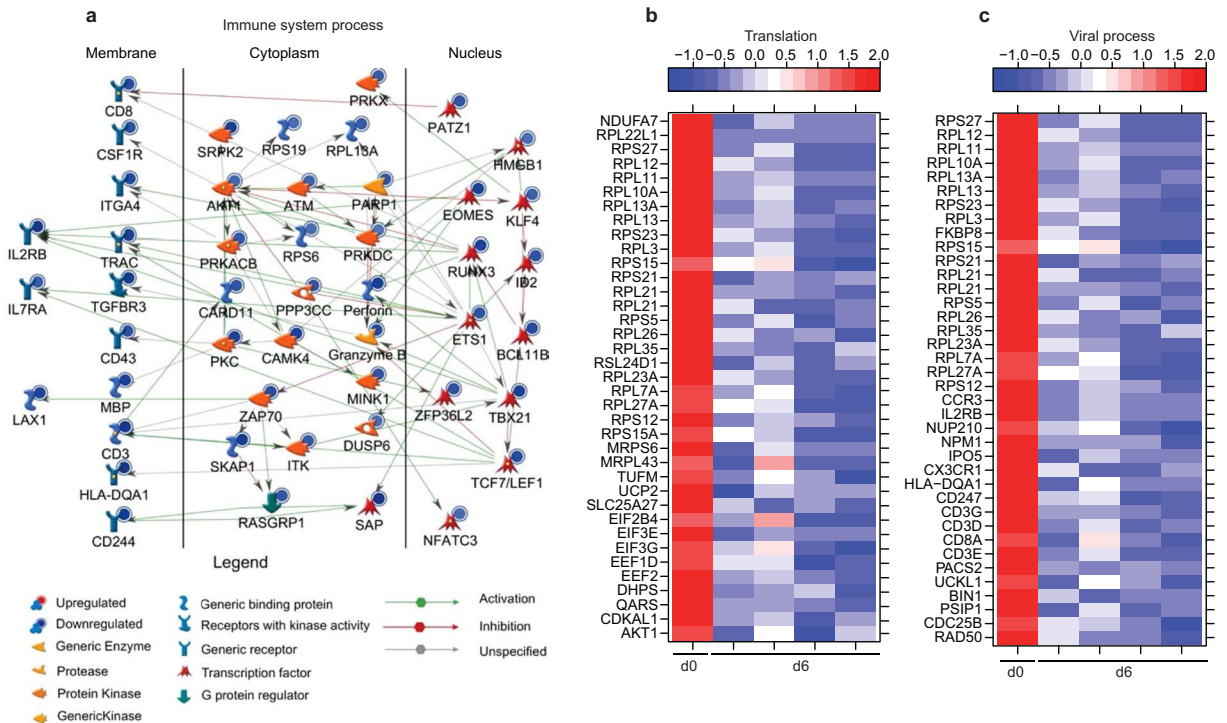 a
Immune system process
Membrane
Cytoplasm
Nucleus
CD8
PRKX
PATZ1
CSF1R
SRPK2
RPS19
RPL13A
HMGB1
ITGA4
AKT1
ATM
PARP1
EOMES
KLF4
IL2RB
TRAC
PRKACB
RPS6
PRKDC
RUNX3
ID2
IL7RA
TGFBR3
CARD11
PPP3CC
Perforin
ETS1
BCL11B
CD43
PKC
CAMK4
Granzyme B
MINK1
LAX1
MBP
ZAP70
ZFP36L2
TBX21
CD3
SKAP1
ITK
DUSP6
TCF7/LEF1
HLA-DQA1
RASGRP1
SAP
NFATC3
CD244
Legend
Upregulated
Downregulated
Generic Enzyme
Protease
Protein Kinase
GenericKinase
Generic binding protein
Receptors with kinase activity
Generic receptor
Transcription factor
G protein regulator
Activation
Inhibition
Unspecified
b
Translation
−1.0 −0.5 0.0 0.5 1.0 2.0
NDUFA7
RPL22L1
RPS27
RPL12
RPL11
RPL10A
RPL13A
RPL13
RPS23
RPL3
RPS15
RPS21
RPL21
RPL21
RPS5
RPL26
RPL35
RSL24D1
RPL23A
RPL7A
RPL27A
RPS12
RPS15A
MRPS6
MRPL43
TUFM
UCP2
SLC25A27
EIF2B4
EIF3E
EIF3G
EEF1D
EEF2
DHPS
QARS
CDKAL1
AKT1
d0
d6
c
Viral process
−1.0 −0.5 0.0 0.5 1.0 2.0
RPS27
RPL12
RPL11
RPL10A
RPL13A
RPL13
RPS23
RPL3
FKBP8
RPS15
RPS21
RPL21
RPL21
RPS5
RPL26
RPL35
RPL23A
RPL7A
RPL27A
RPS12
CCR3
IL2RB
NUP210
NPM1
IPO5
CX3CR1
HLA−DQA1
CD247
CD3G
CD3D
CD8A
CD3E
PACS2
UCKL1
BIN1
PSIP1
CDC25B
RAD50
d0
d6